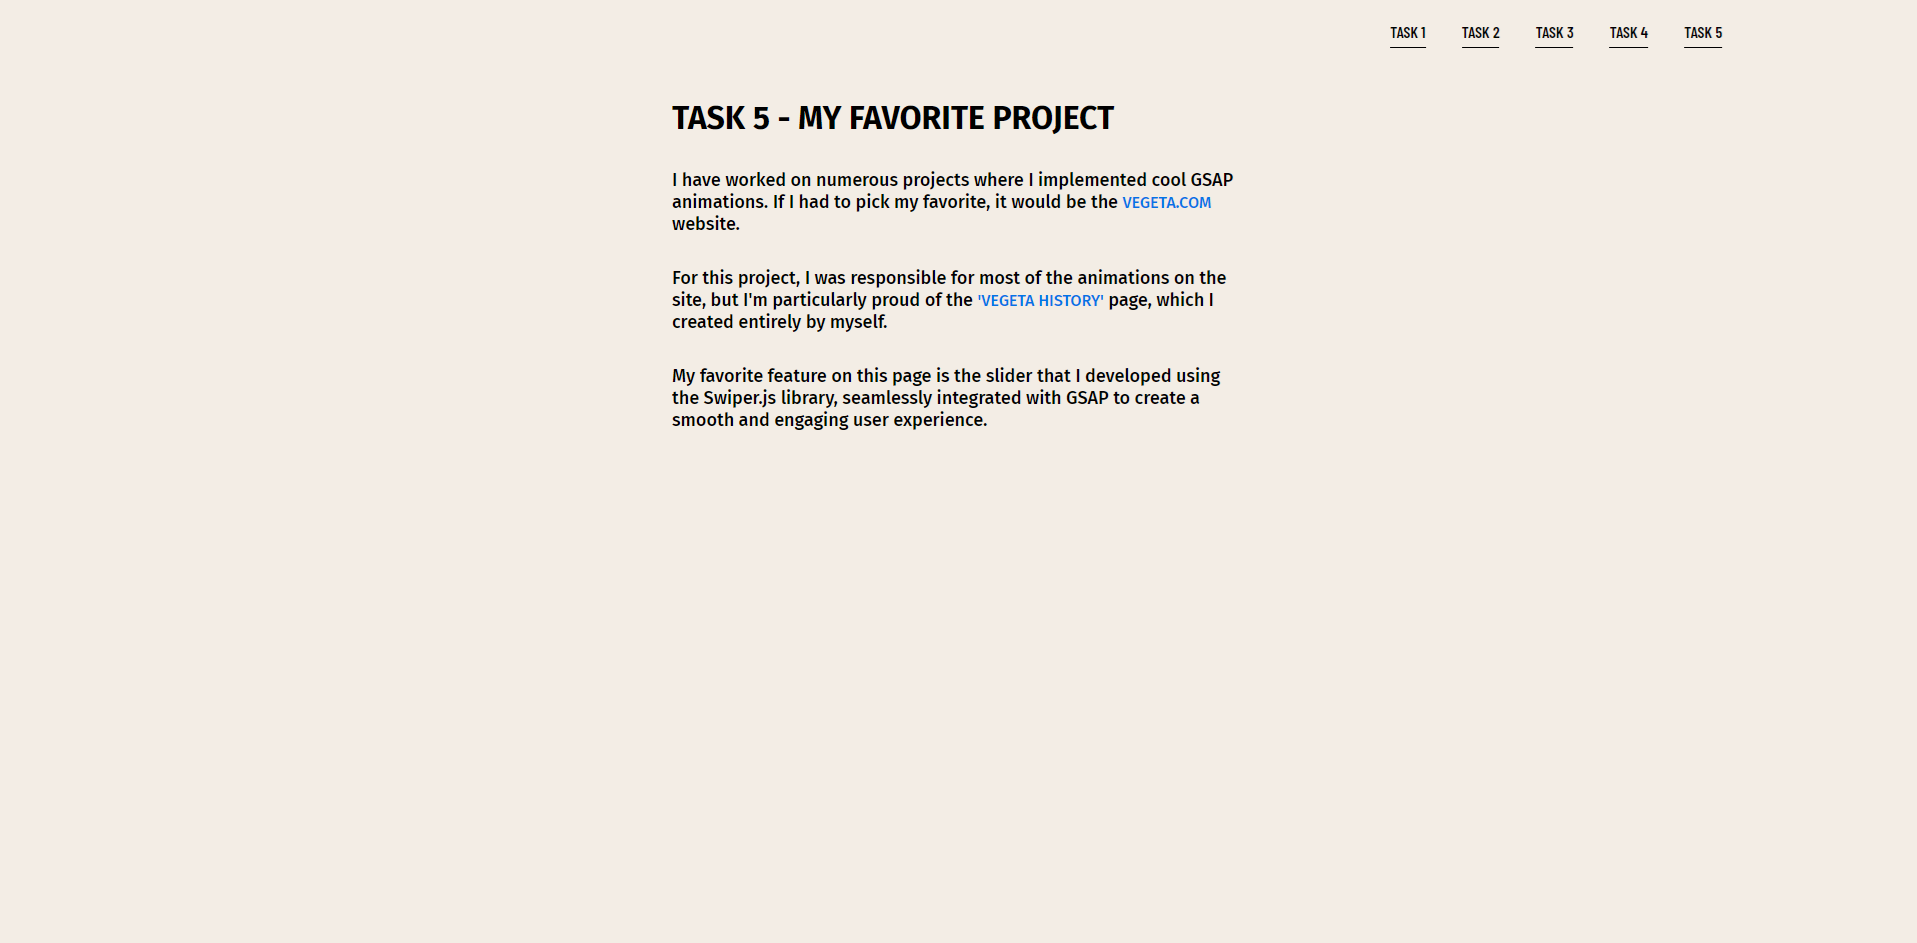 TASK 1 TASK 2 TASK 3 TASK 4 TASK 5
TASK 5 - MY FAVORITE PROJECT
I have worked on numerous projects where I implemented cool GSAP
animations. If I had to pick my favorite, it would be the VEGETA.COM
website.
For this project, I was responsible for most of the animations on the
site, but I'm particularly proud of the 'VEGETA HISTORY' page, which I
created entirely by myself.
My favorite feature on this page is the slider that I developed using
the Swiper.js library, seamlessly integrated with GSAP to create a
smooth and engaging user experience.